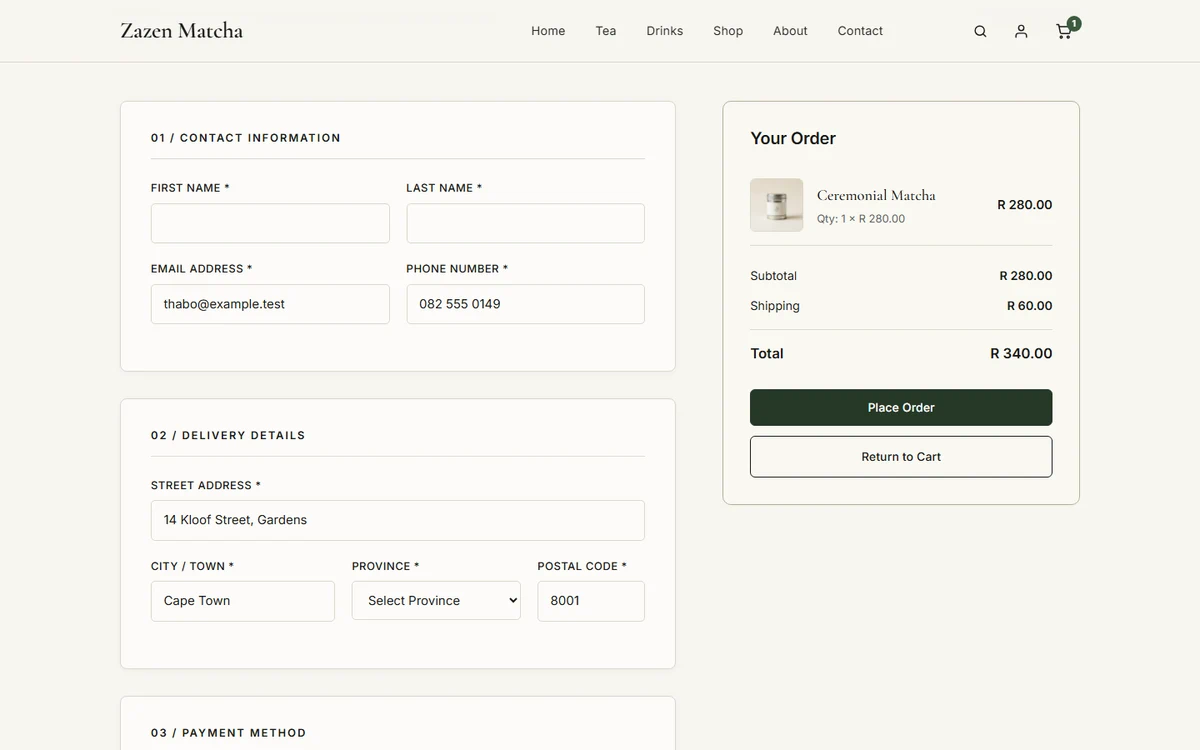 Zazen Matcha
Home Tea Drinks Shop About Contact
1
01 / CONTACT INFORMATION
FIRST NAME * LAST NAME *
EMAIL ADDRESS * PHONE NUMBER *
thabo@example.test 082 555 0149
02 / DELIVERY DETAILS
STREET ADDRESS *
14 Kloof Street, Gardens
CITY / TOWN * PROVINCE * POSTAL CODE *
Cape Town Select Province 8001
03 / PAYMENT METHOD
Your Order
Ceremonial Matcha
Qty: 1 × R 280.00
R 280.00
Subtotal R 280.00
Shipping R 60.00
Total R 340.00
Place Order
Return to Cart